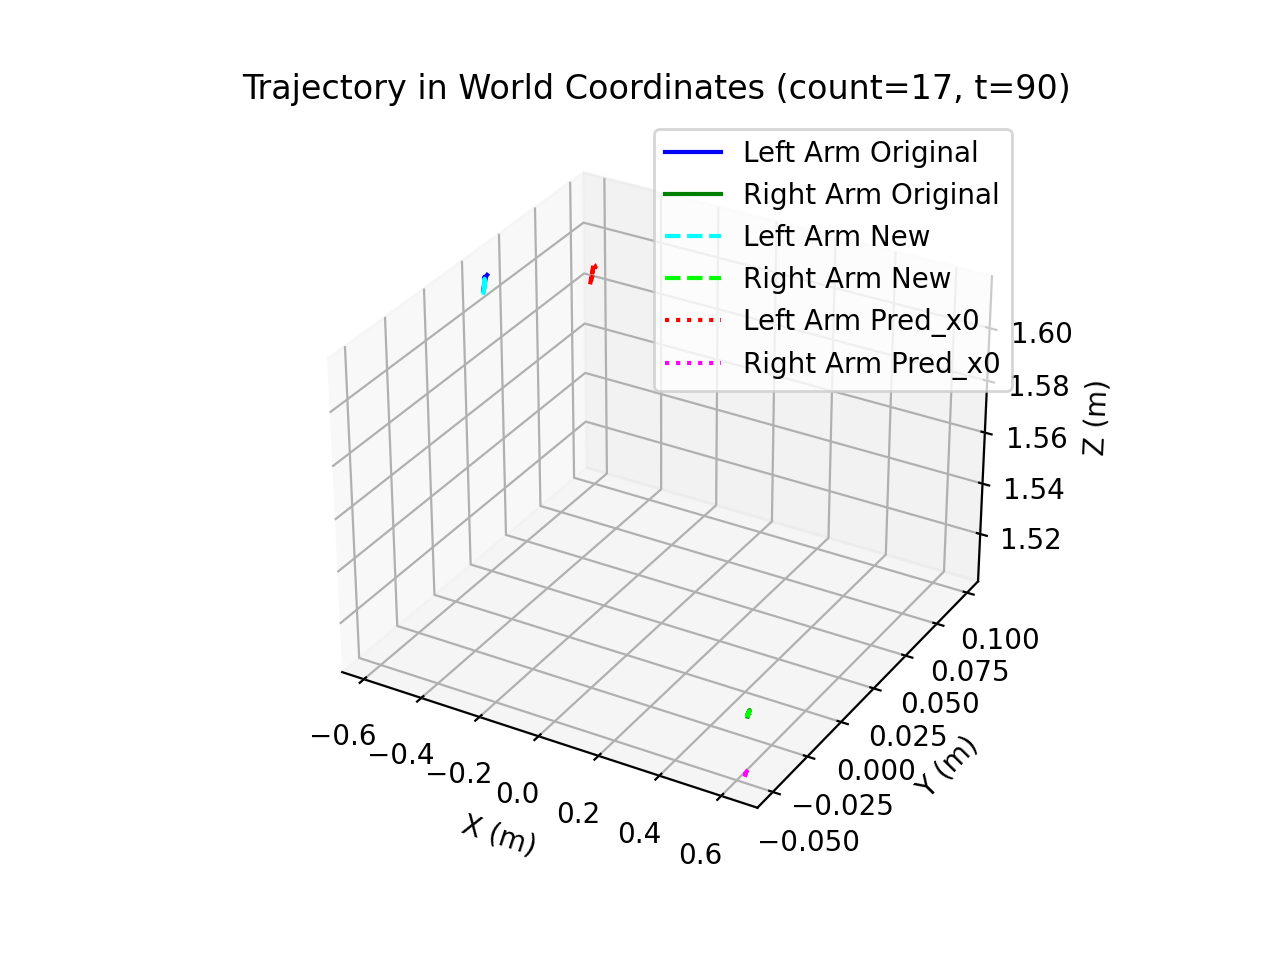 Trajectory in World Coordinates (count=17, t=90)
Left Arm Original
Right Arm Original
Left Arm New
Right Arm New
Left Arm Pred_x0
Right Arm Pred_x0
1.60
1.58
1.56
1.54
1.52
Z (m)
0.100
0.075
0.050
0.025
0.000
−0.025
−0.050
Y (m)
−0.6
−0.4
−0.2
0.0
0.2
0.4
0.6
X (m)